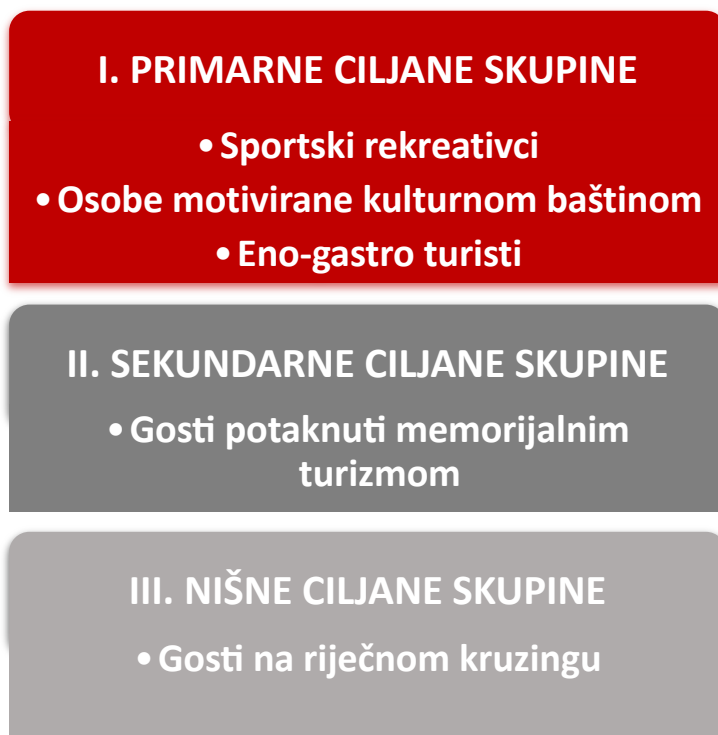 I. PRIMARNE CILJANE SKUPINE
• Sportski rekreativci
• Osobe motivirane kulturnom baštinom
• Eno-gastro turisti
II. SEKUNDARNE CILJANE SKUPINE
• Gosti potaknuti memorijalnim
turizmom
III. NIŠNE CILJANE SKUPINE
• Gosti na riječnom kruzingu